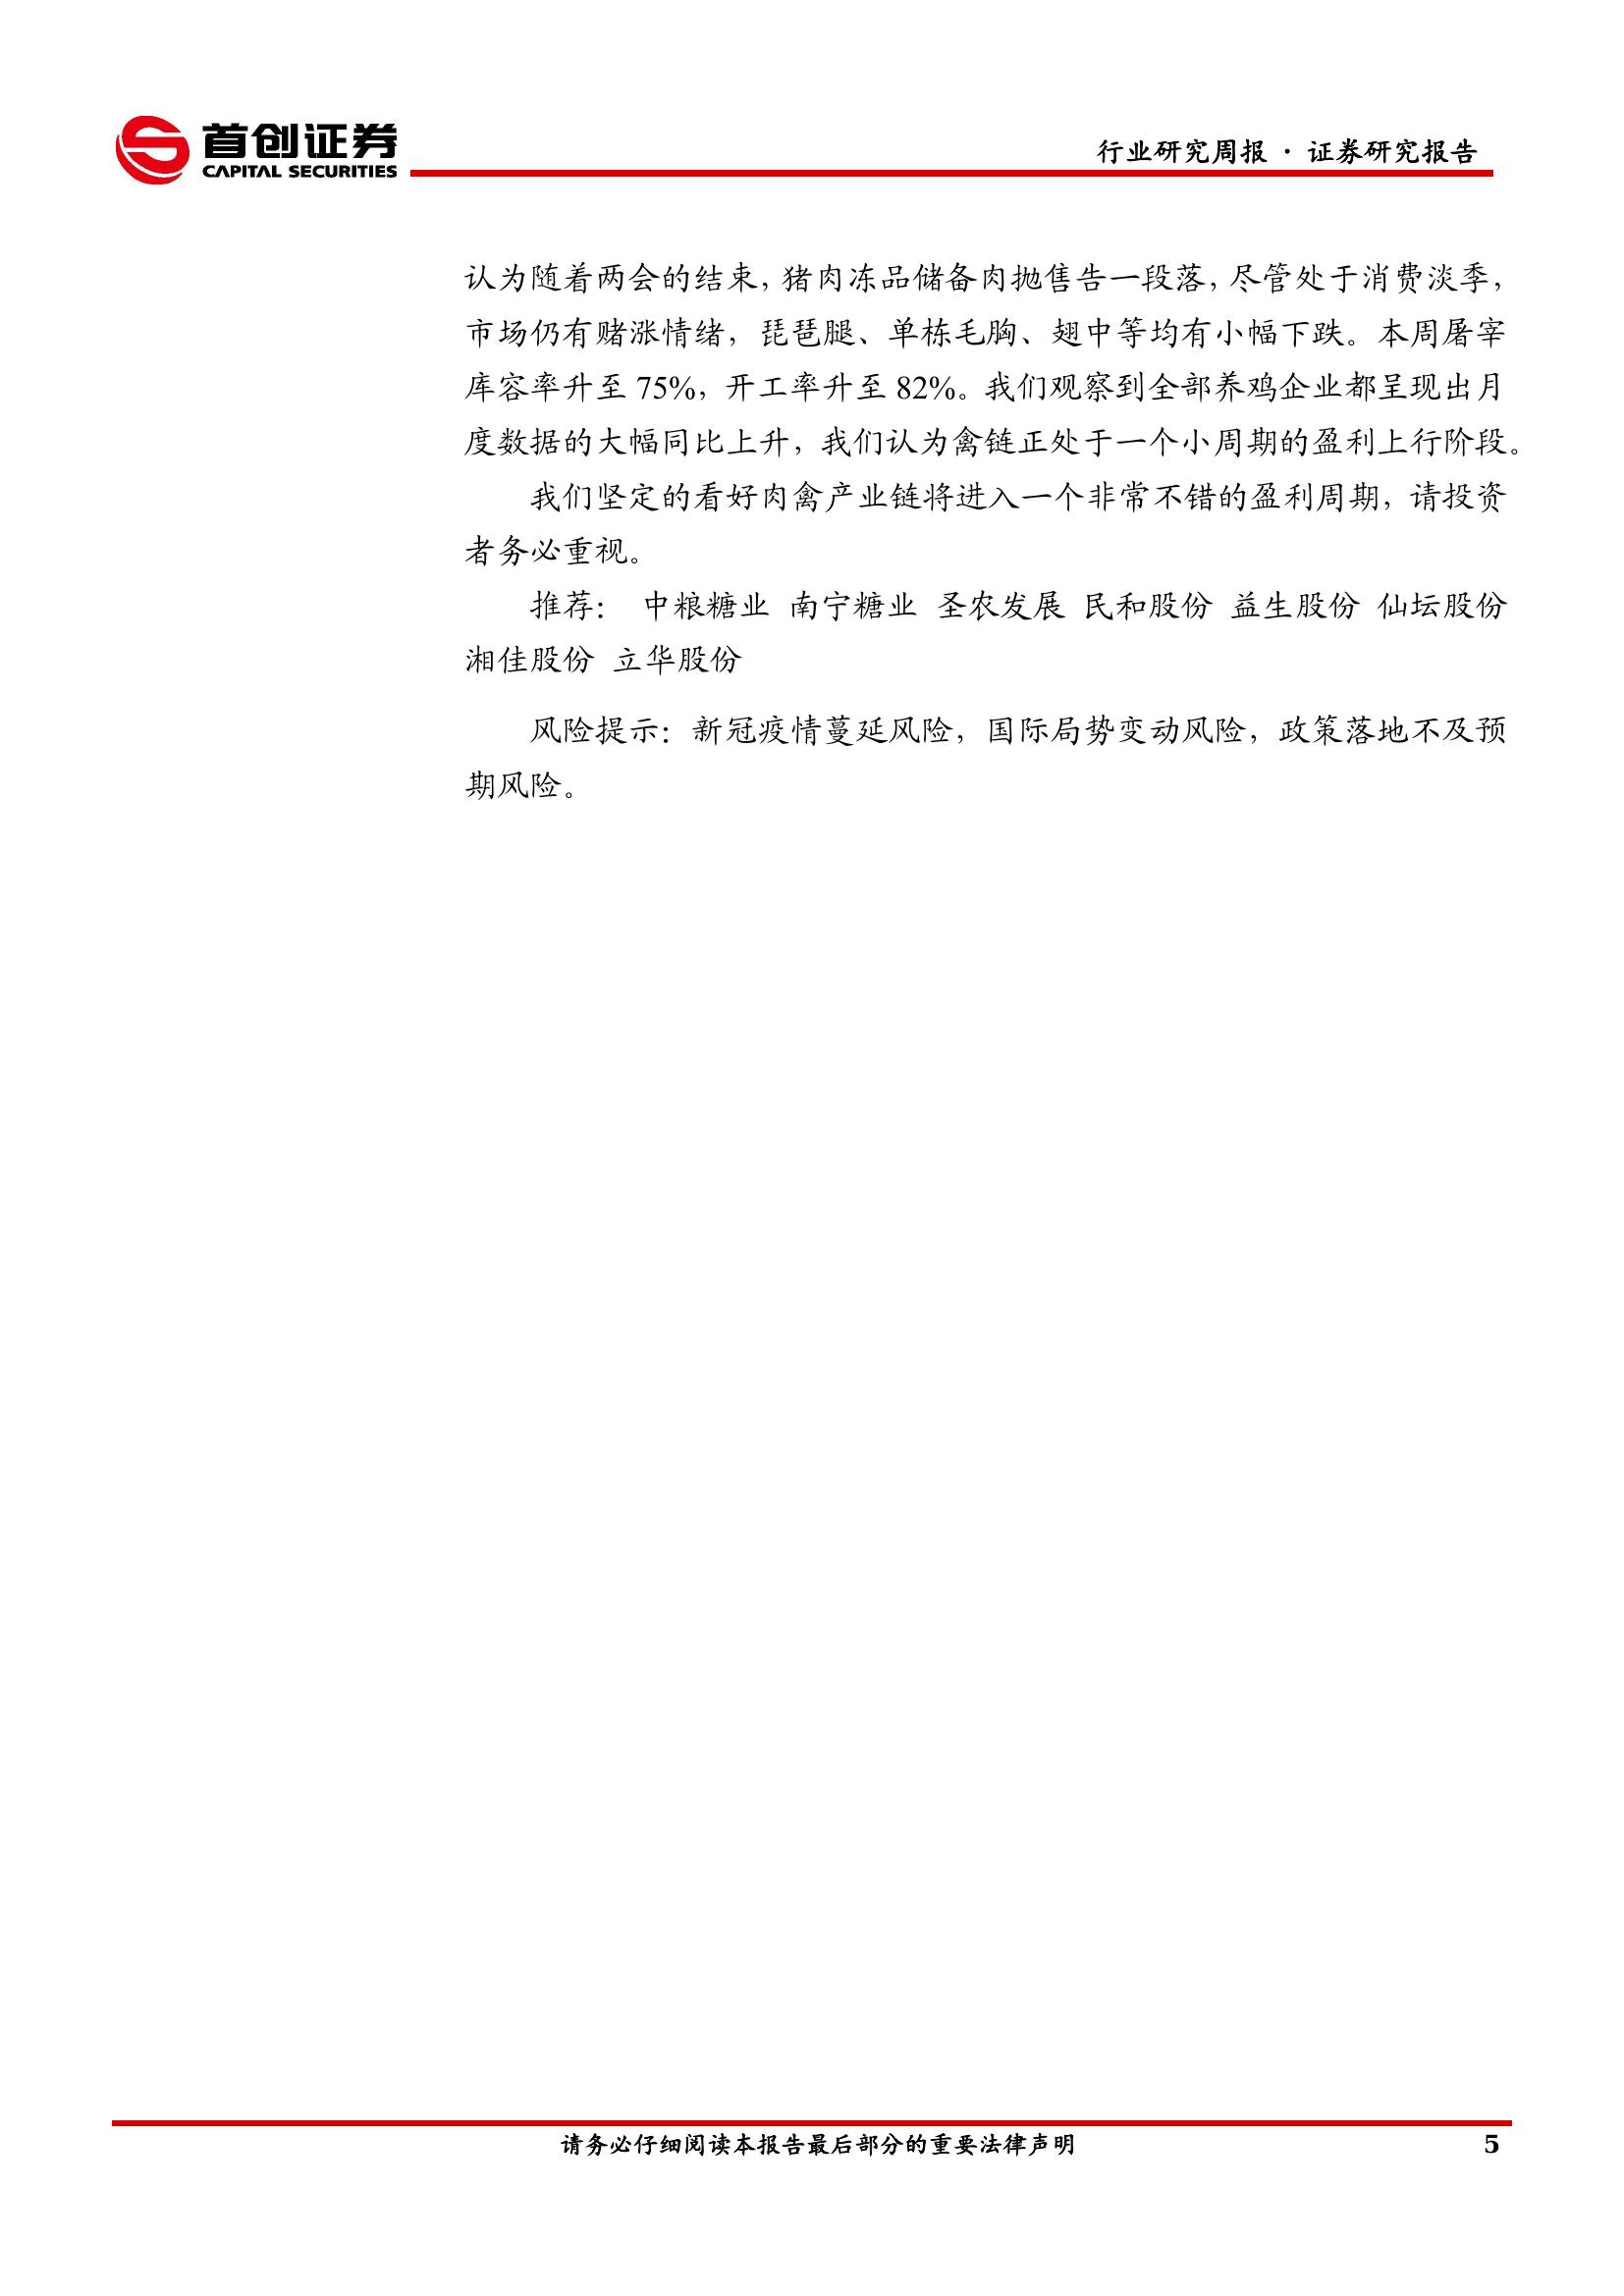 首创证券
CAPITAL SECURITIES
行业研究周报 · 证券研究报告
认为随着两会的结束，猪肉冻品储备肉抛售告一段落，尽管处于消费淡季，
市场仍有赌涨情绪，琵琶腿、单栋毛胸、翅中等均有小幅下跌。本周屠宰
库容率升至 75%，开工率升至 82%。我们观察到全部养鸡企业都呈现出月
度数据的大幅同比上升，我们认为禽链正处于一个小周期的盈利上行阶段。
我们坚定的看好肉禽产业链将进入一个非常不错的盈利周期，请投资
者务必重视。
推荐： 中粮糖业 南宁糖业 圣农发展 民和股份 益生股份 仙坛股份
湘佳股份 立华股份
风险提示：新冠疫情蔓延风险，国际局势变动风险，政策落地不及预
期风险。
请务必仔细阅读本报告最后部分的重要法律声明 5